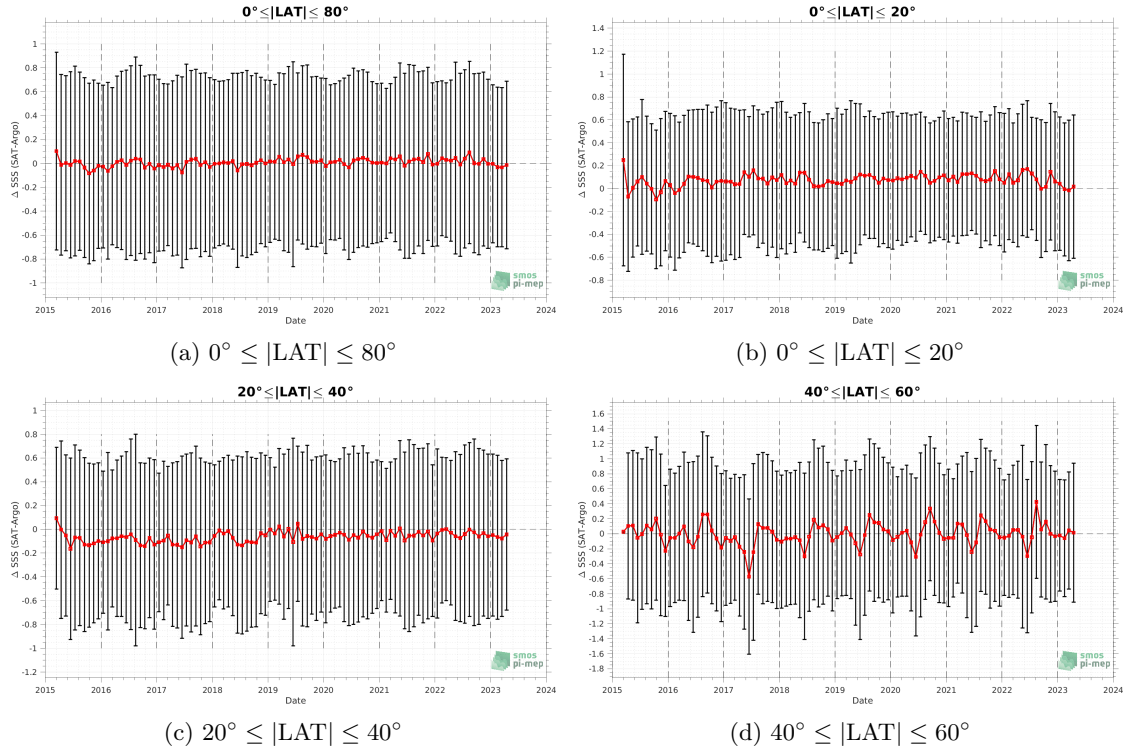 0°≤|LAT|≤ 80°
1
0.8
0.6
0.4
0.2
0
-0.2
-0.4
-0.6
-0.8
-1
Δ SSS (SAT-Argo)
2015 2016 2017 2018 2019 2020 2021 2022 2023 2024
Date
smos
pi-mep
(a) 0° ≤ |LAT| ≤ 80°
0°≤|LAT|≤ 20°
1.4
1.2
1
0.8
0.6
0.4
0.2
0
-0.2
-0.4
-0.6
-0.8
Δ SSS (SAT-Argo)
2015 2016 2017 2018 2019 2020 2021 2022 2023 2024
Date
smos
pi-mep
(b) 0° ≤ |LAT| ≤ 20°
20°≤|LAT|≤ 40°
1
0.8
0.6
0.4
0.2
0
-0.2
-0.4
-0.6
-0.8
-1
-1.2
Δ SSS (SAT-Argo)
2015 2016 2017 2018 2019 2020 2021 2022 2023 2024
Date
smos
pi-mep
(c) 20° ≤ |LAT| ≤ 40°
40°≤|LAT|≤ 60°
1.6
1.4
1.2
1
0.8
0.6
0.4
0.2
0
-0.2
-0.4
-0.6
-0.8
-1
-1.2
-1.4
-1.6
-1.8
Δ SSS (SAT-Argo)
2015 2016 2017 2018 2019 2020 2021 2022 2023 2024
Date
smos
pi-mep
(d) 40° ≤ |LAT| ≤ 60°